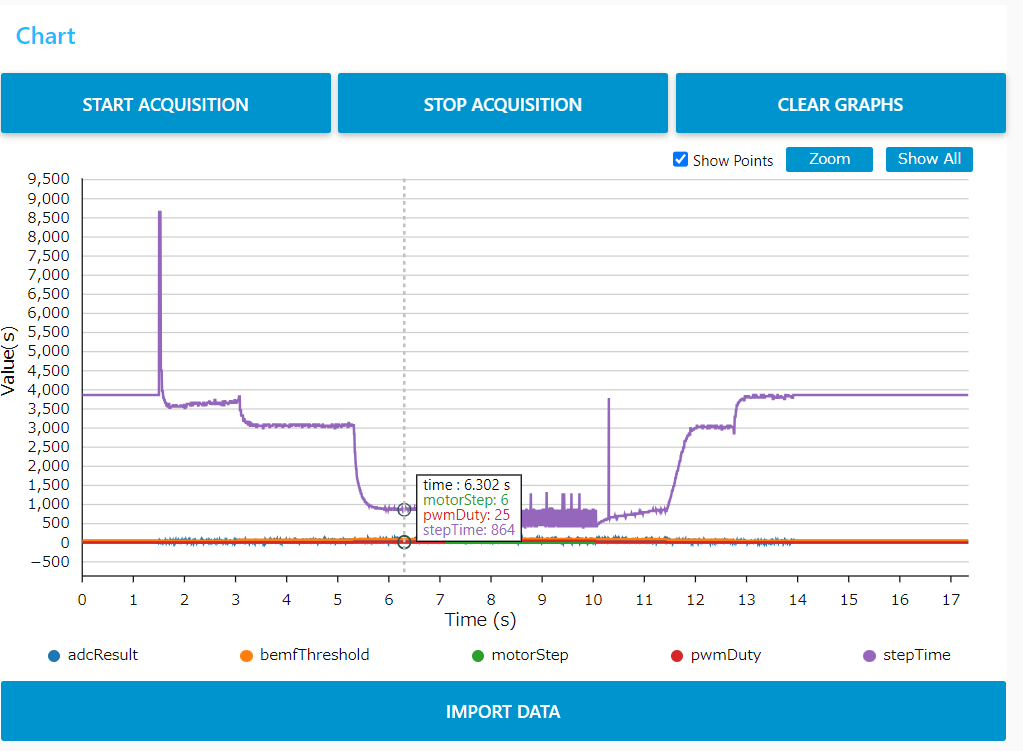 Chart
START ACQUISITION
STOP ACQUISITION
CLEAR GRAPHS
Show Points
Zoom
Show All
9,500
9,000
8,500
8,000
7,500
7,000
6,500
6,000
5,500
5,000
4,500
4,000
3,500
3,000
2,500
2,000
1,500
1,000
500
0
−500
Value(s)
time : 6.302 s
motorStep: 6
pwmDuty: 25
stepTime: 864
0 1 2 3 4 5 6 7 8 9 10 11 12 13 14 15 16 17
Time (s)
adcResult bemfThreshold motorStep pwmDuty stepTime
IMPORT DATA